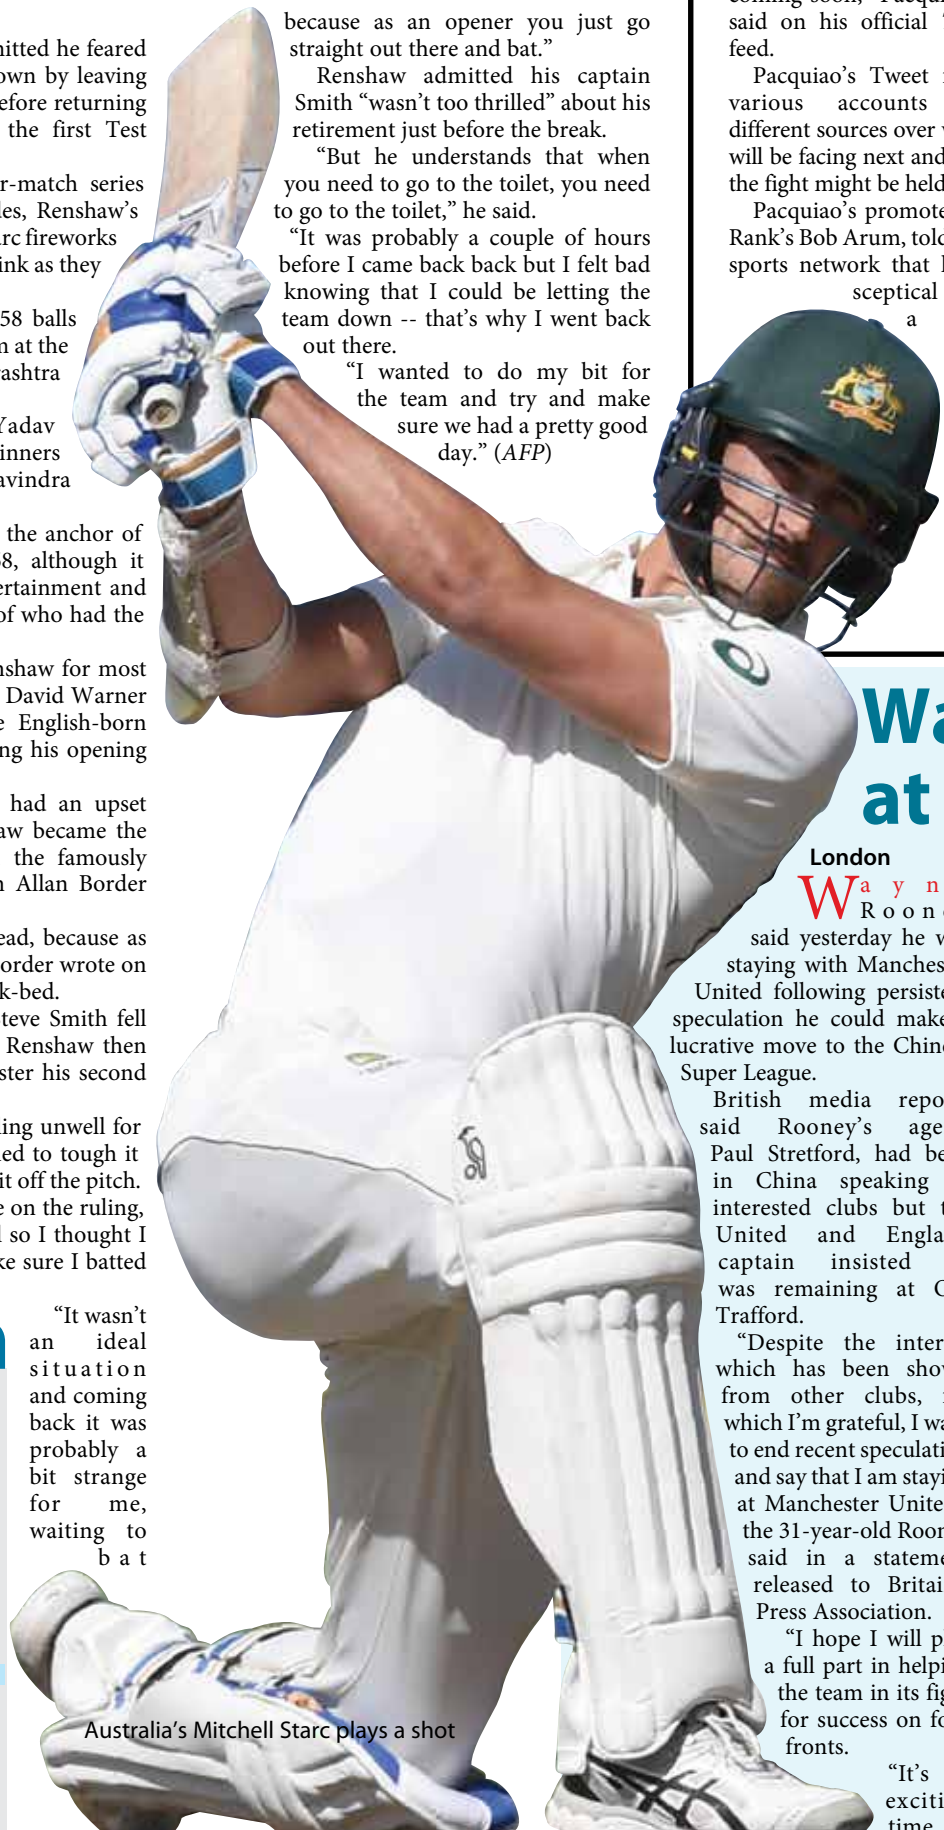 itted he feared
own by leaving
efore returning
the first Test
r-match series
les, Renshaw's
arc fireworks
ink as they
58 balls
n at the
ashtra
Yadav
inners
avindra
the anchor of
8, although it
ertainment and
of who had the
nshaw for most
David Warner
e English-born
ng his opening
had an upset
aw became the
the famously
n Allan Border
ead, because as
order wrote on
k-bed.
teve Smith fell
Renshaw then
ster his second
ling unwell for
ied to tough it
it off the pitch.
e on the ruling,
l so I thought I
ke sure I batted
“It wasn't
an ideal
situation
and coming
back it was
probably a
bit strange
for me,
waiting to
bat
because as an opener you just go
straight out there and bat.”
Renshaw admitted his captain
Smith “wasn't too thrilled” about his
retirement just before the break.
“But he understands that when
you need to go to the toilet, you need
to go to the toilet,” he said.
“It was probably a couple of hours
before I came back back but I felt bad
knowing that I could be letting the
team down -- that's why I went back
out there.
“I wanted to do my bit for
the team and try and make
sure we had a pretty good
day.” (AFP)
Australia's Mitchell Starc plays a shot
said on his official
feed.
Pacquiao's Tweet
various accounts
different sources over
will be facing next and
the fight might be held
Pacquiao's promote
Rank's Bob Arum, told
sports network that
sceptical
a
Wa
at
London
Wayn
Roon
said yesterday he w
staying with Manches
United following persiste
speculation he could make
lucrative move to the Chin
Super League.
British media repo
said Rooney's age
Paul Stretford, had be
in China speaking
interested clubs but t
United and Engla
captain insisted
was remaining at O
Trafford.
“Despite the inter
which has been show
from other clubs,
which I'm grateful, I wa
to end recent speculati
and say that I am stayi
at Manchester Unite
the 31-year-old Roon
said in a stateme
released to Britai
Press Association.
“I hope I will pl
a full part in helpi
the team in its fig
for success on fo
fronts.
“It's
exciti
time